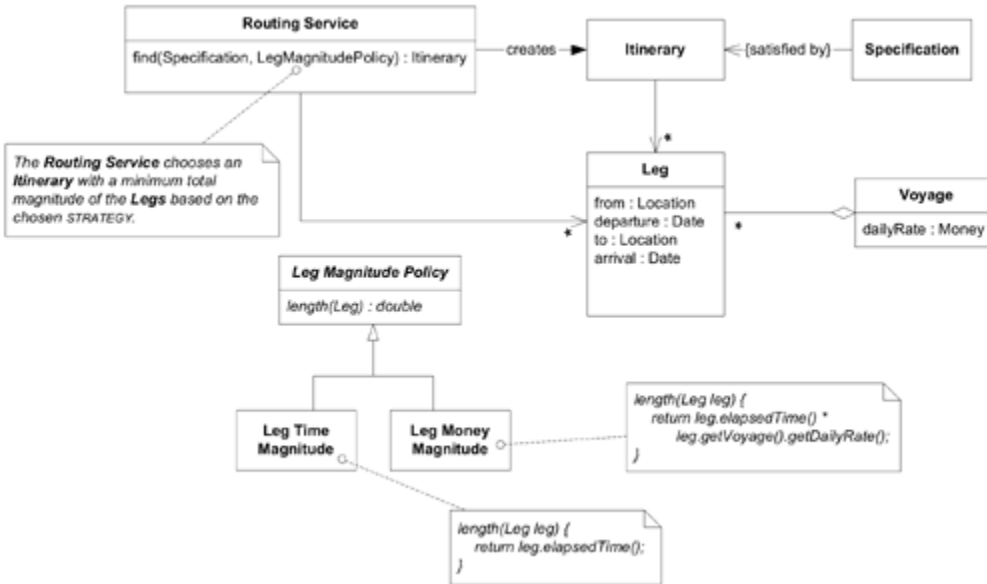 Routing Service
find(Specification, LegMagnitudePolicy) : Itinerary
creates
Itinerary
{satisfied by}
Specification
The Routing Service chooses an
Itinerary with a minimum total
magnitude of the Legs based on the
chosen STRATEGY.
*
*
Leg
from : Location
departure : Date
to : Location
arrival : Date
*
Voyage
dailyRate : Money
Leg Magnitude Policy
length(Leg) : double
Leg Time
Magnitude
Leg Money
Magnitude
length(Leg leg) {
return leg.elapsedTime() *
leg.getVoyage().getDailyRate();
}
length(Leg leg) {
return leg.elapsedTime();
}